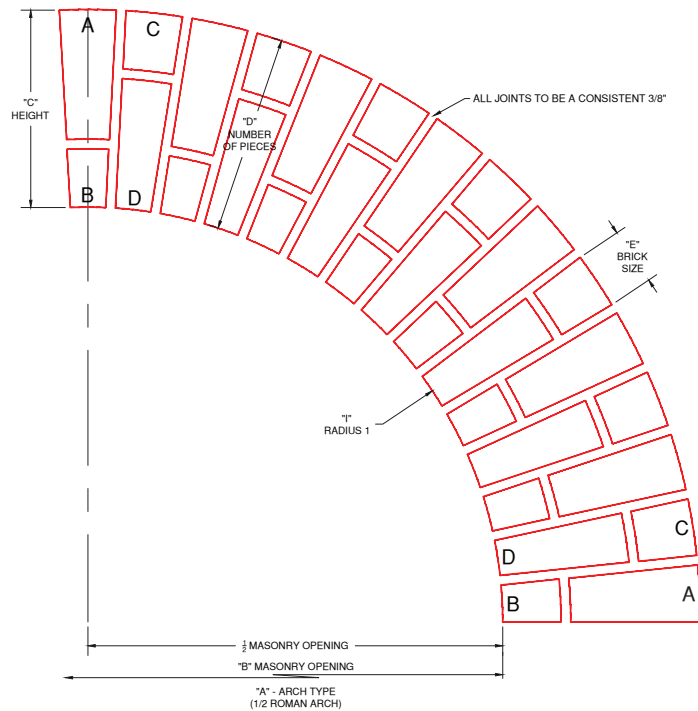 A
C
"C"
HEIGHT
"D"
NUMBER
OF PIECES
ALL JOINTS TO BE A CONSISTENT 3/8"
B
D
"E"
BRICK
SIZE
"I"
RADIUS 1
C
D
A
B
½ MASONRY OPENING
"B" MASONRY OPENING
"A" - ARCH TYPE
(1/2 ROMAN ARCH)